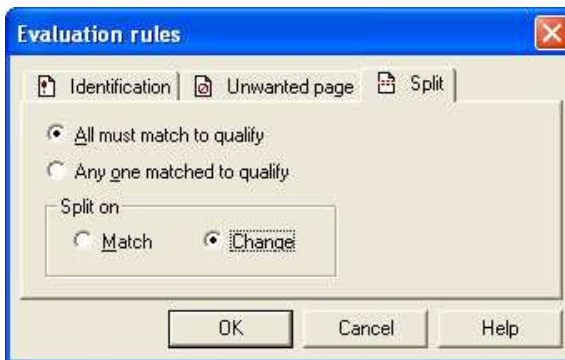 Evaluation rules
Identification Unwanted page Split
All must match to qualify
Any one matched to qualify
Split on
Match Change
OK Cancel Help